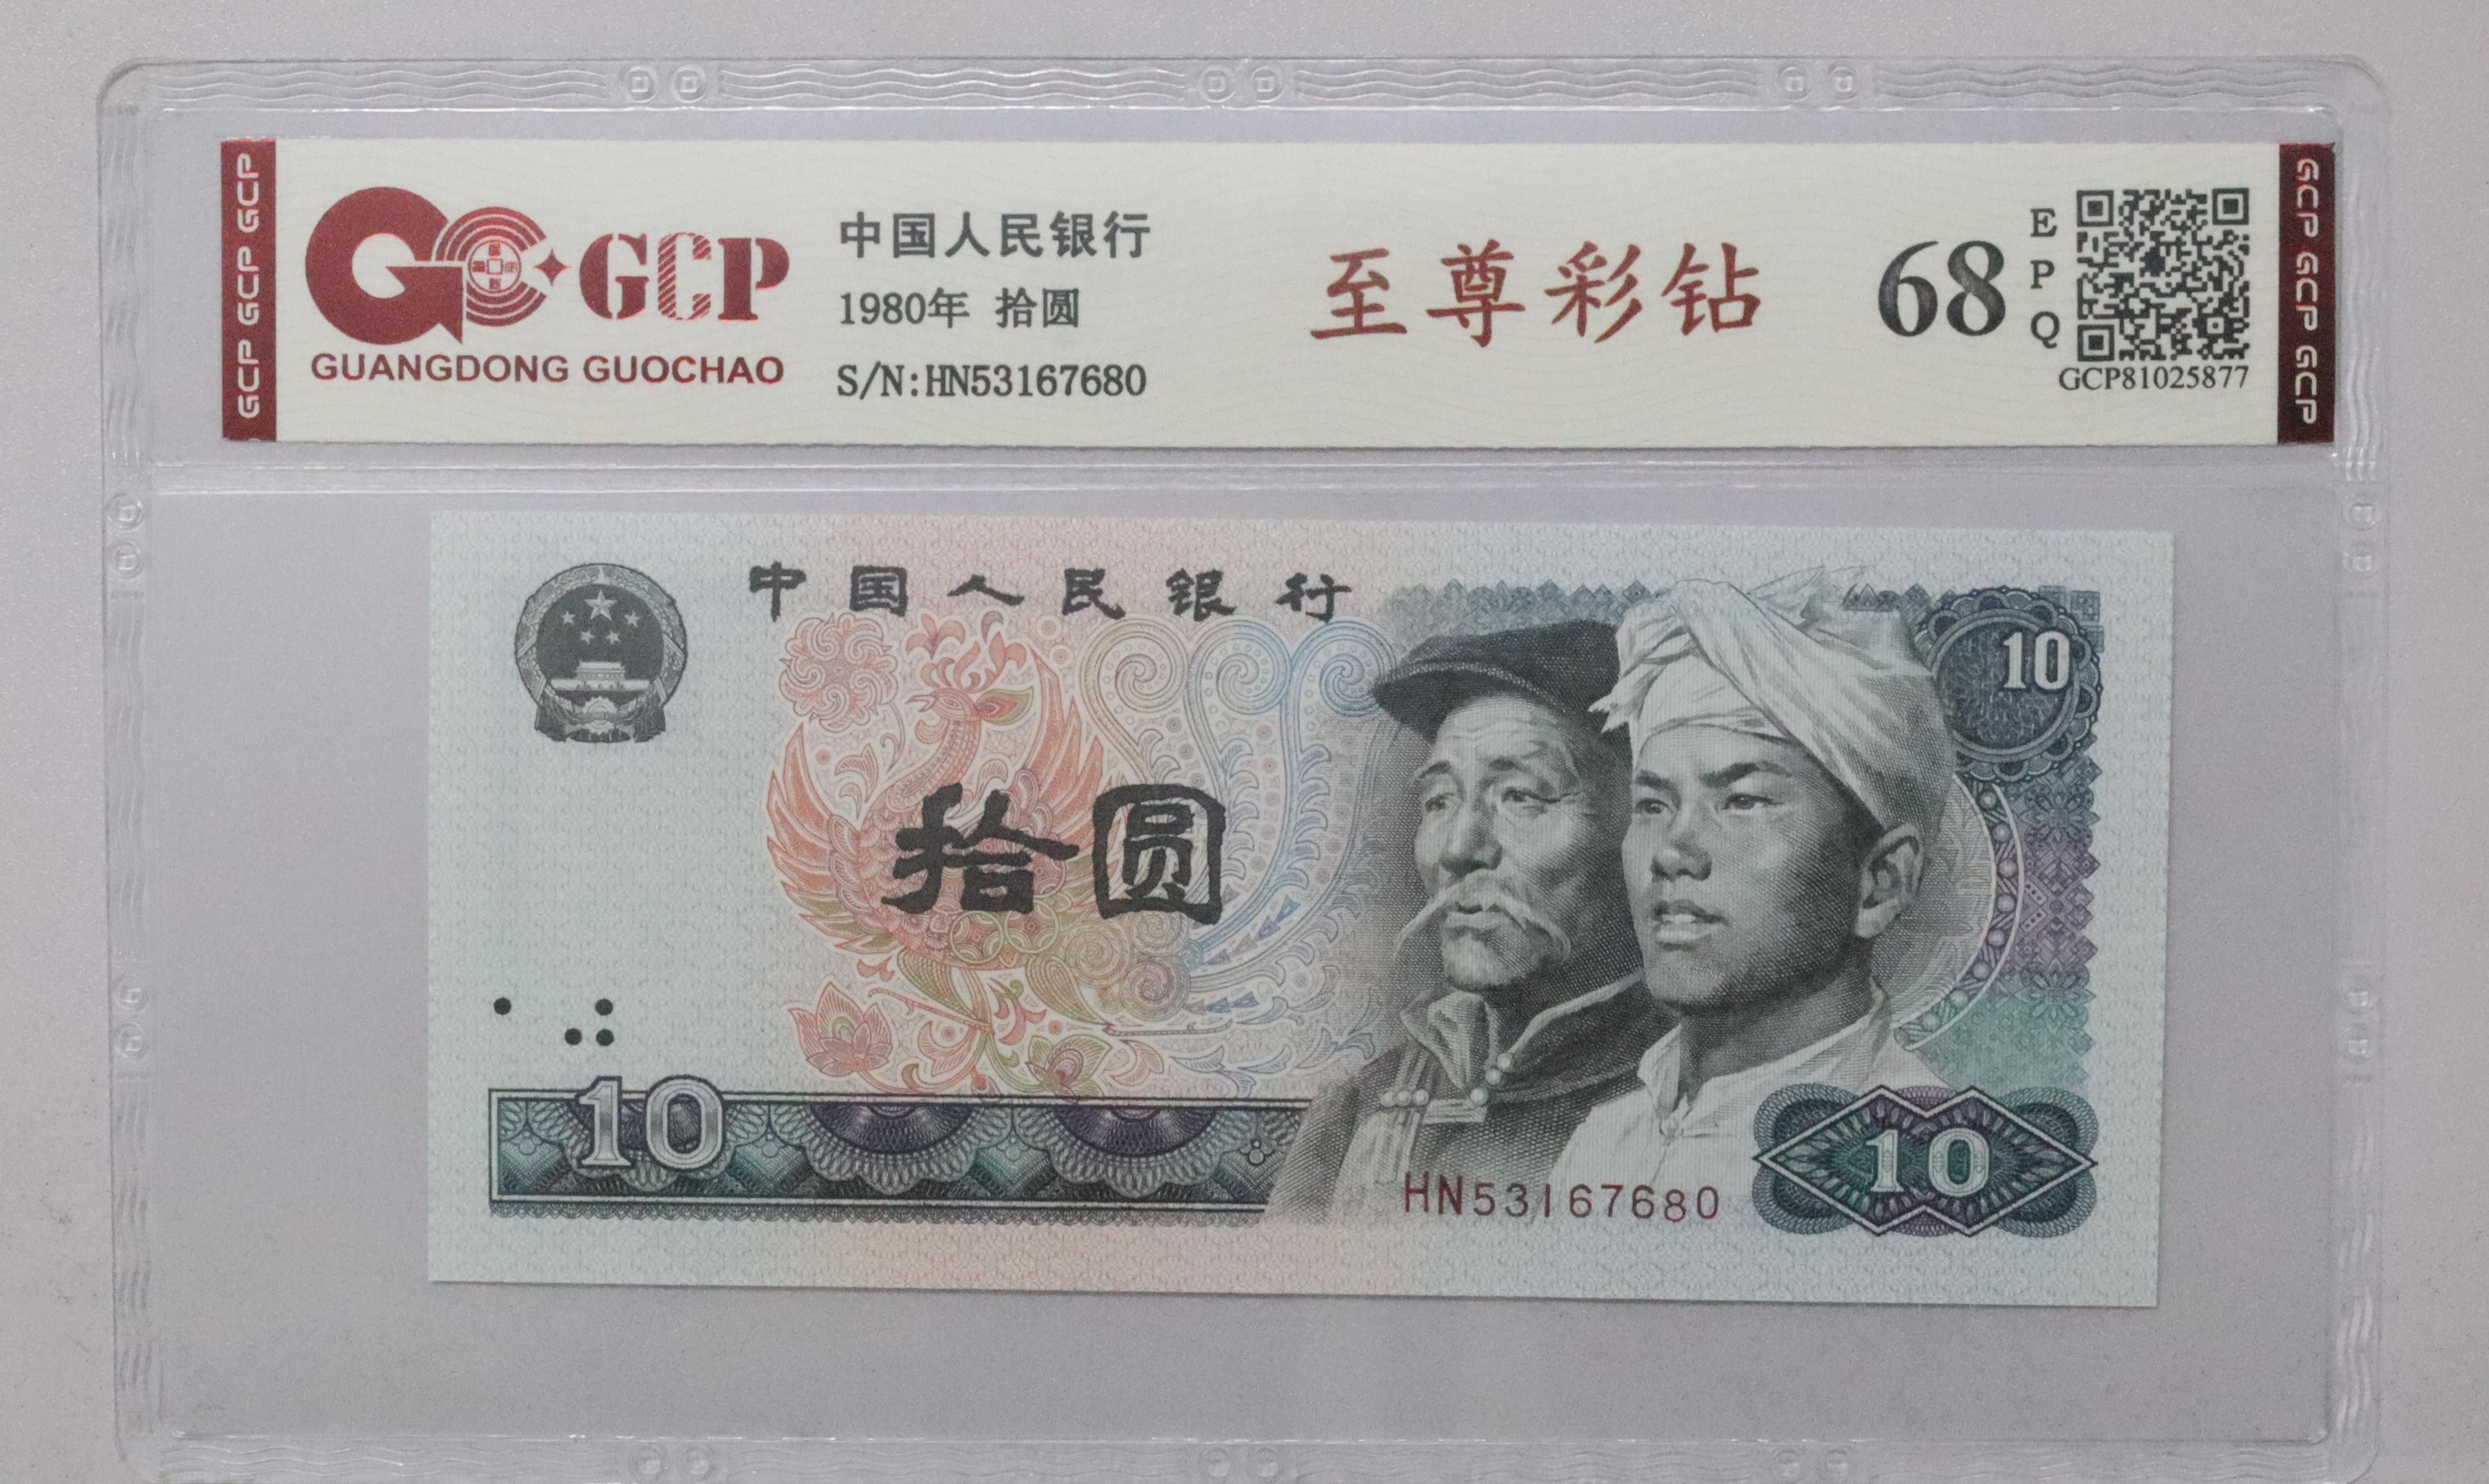 GCP GCP GCP
GCP
GUANGDONG GUOCHAO
中国人民银行
1980年 拾圆
S/N:HN53167680
至尊彩钻
68
EPQ
GCP81025877
GCP GCP GCP
中国人民银行
10
拾圆
10
HN53167680
10